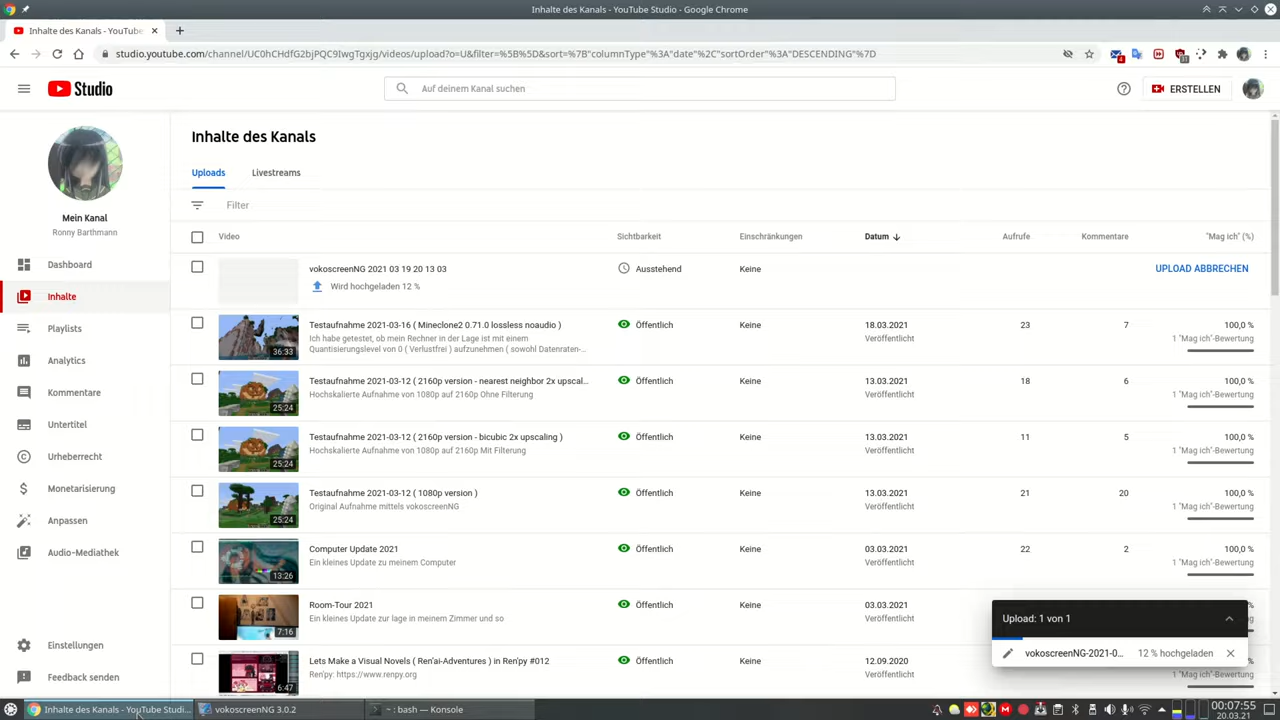 Inhalte des Kanals - YouTube Studio - Google Chrome
Inhalte des Kanals - YouTube
studio.youtube.com/channel/UC0hCHdfG2bjPQC9IwgTgxjg/videos/upload?o=U&filter=%5B%5D&sort=%7B"columnType"%3A"date"%2C"sortOrder"%3A"DESCENDING"%7D
Studio
Auf deinem Kanal suchen
ERSTELLEN
Mein Kanal
Ronny Barthmann
Dashboard
Inhalte
Playlists
Analytics
Kommentare
Untertitel
Urheberrecht
Monetarisierung
Anpassen
Audio-Mediathek
Einstellungen
Feedback senden
Inhalte des Kanals
Uploads Livestreams
Filter
Video Sichtbarkeit Einschränkungen Datum Aufrufe Kommentare "Mag ich" (%)
vokoscreenNG 2021 03 19 20 13 03 Ausstehend Keine UPLOAD ABBRECHEN
Wird hochgeladen 12 %
Testaufnahme 2021-03-16 ( Mineclone2 0.71.0 lossless noaudio ) Öffentlich Keine 18.03.2021 23 7 100,0 %
Ich habe getestet, ob mein Rechner in der Lage ist mit einem Veröffentlicht 1 "Mag ich"-Bewertung
Quantisierungslevel von 0 ( Verlustfrei ) aufzunehmen ( sowohl Datenraten-...
36:33
Testaufnahme 2021-03-12 ( 2160p version - nearest neighbor 2x upscal... Öffentlich Keine 13.03.2021 18 6 100,0 %
Hochskalierte Aufnahme von 1080p auf 2160p Ohne Filterung Veröffentlicht 1 "Mag ich"-Bewertung
25:24
Testaufnahme 2021-03-12 ( 2160p version - bicubic 2x upscaling ) Öffentlich Keine 13.03.2021 11 5 100,0 %
Hochskalierte Aufnahme von 1080p auf 2160p Mit Filterung Veröffentlicht 1 "Mag ich"-Bewertung
25:24
Testaufnahme 2021-03-12 ( 1080p version ) Öffentlich Keine 13.03.2021 21 20 100,0 %
Original Aufnahme mittels vokoscreenNG Veröffentlicht 1 "Mag ich"-Bewertung
25:24
Computer Update 2021 Öffentlich Keine 03.03.2021 22 2 100,0 %
Ein kleines Update zu meinem Computer Veröffentlicht 1 "Mag ich"-Bewertung
13:26
Room-Tour 2021 Öffentlich Keine 03.03.2021
Ein kleines Update zur lage in meinem Zimmer und so Veröffentlicht
7:16
Lets Make a Visual Novels ( Ren'ai-Adventures ) in Ren'py #012 Öffentlich Keine 12.09.2020
Ren'py: https://www.renpy.org Veröffentlicht 1 "Mag ich"-Bewertung
6:47
Upload: 1 von 1
vokoscreenNG-2021-0... 12 % hochgeladen
Inhalte des Kanals - YouTube Studi...
vokoscreenNG 3.0.2
~ : bash — Konsole
00:07:55
20.03.21